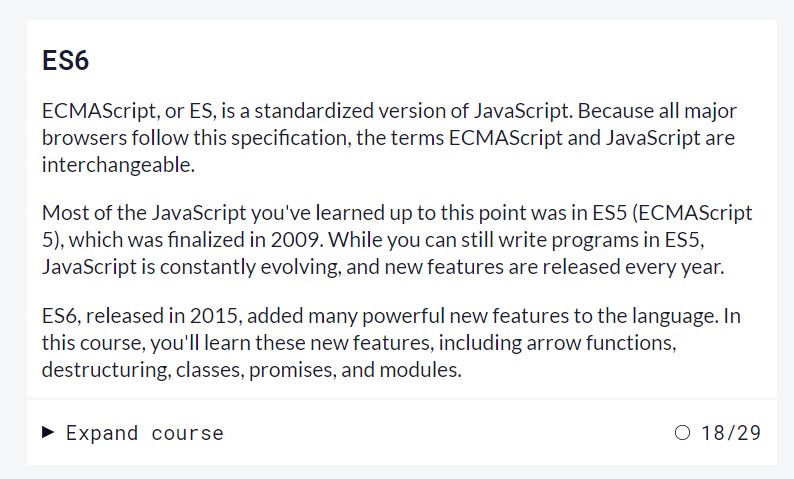 ES6
ECMAScript, or ES, is a standardized version of JavaScript. Because all major
browsers follow this specification, the terms ECMAScript and JavaScript are
interchangeable.
Most of the JavaScript you've learned up to this point was in ES5 (ECMAScript
5), which was finalized in 2009. While you can still write programs in ES5,
JavaScript is constantly evolving, and new features are released every year.
ES6, released in 2015, added many powerful new features to the language. In
this course, you'll learn these new features, including arrow functions,
destructuring, classes, promises, and modules.
Expand course 18/29